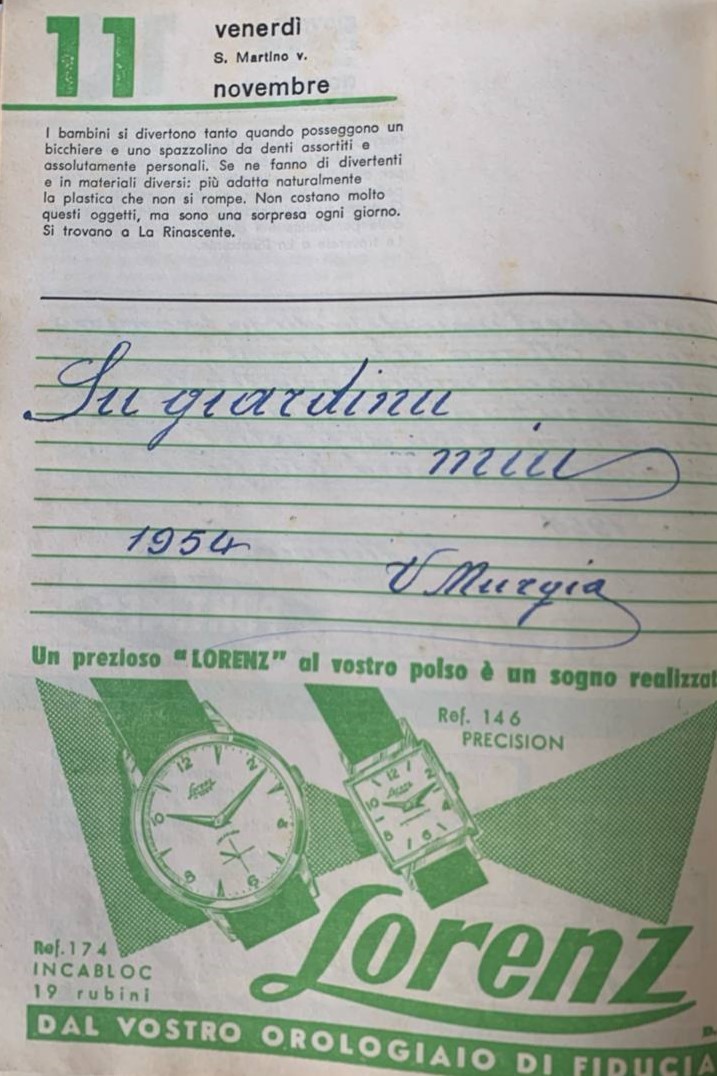 11
venerdì
S. Martino v.
novembre
I bambini si divertono tanto quando posseggono un
bicchiere e uno spazzolino da denti assortiti e
assolutamente personali. Se ne fanno di divertenti
e in materiali diversi: più adatta naturalmente
la plastica che non si rompe. Non costano molto
questi oggetti, ma sono una sorpresa ogni giorno.
Si trovano a La Rinascente.
Su giardinu
miu
1954
V Murgia
Un prezioso "LORENZ" al vostro polso è un sogno realizzat
Ref. 146
PRECISION
Ref. 174
INCABLOC
19 rubini
Lorenz
DAL VOSTRO OROLOGIAIO DI FIDUCIA